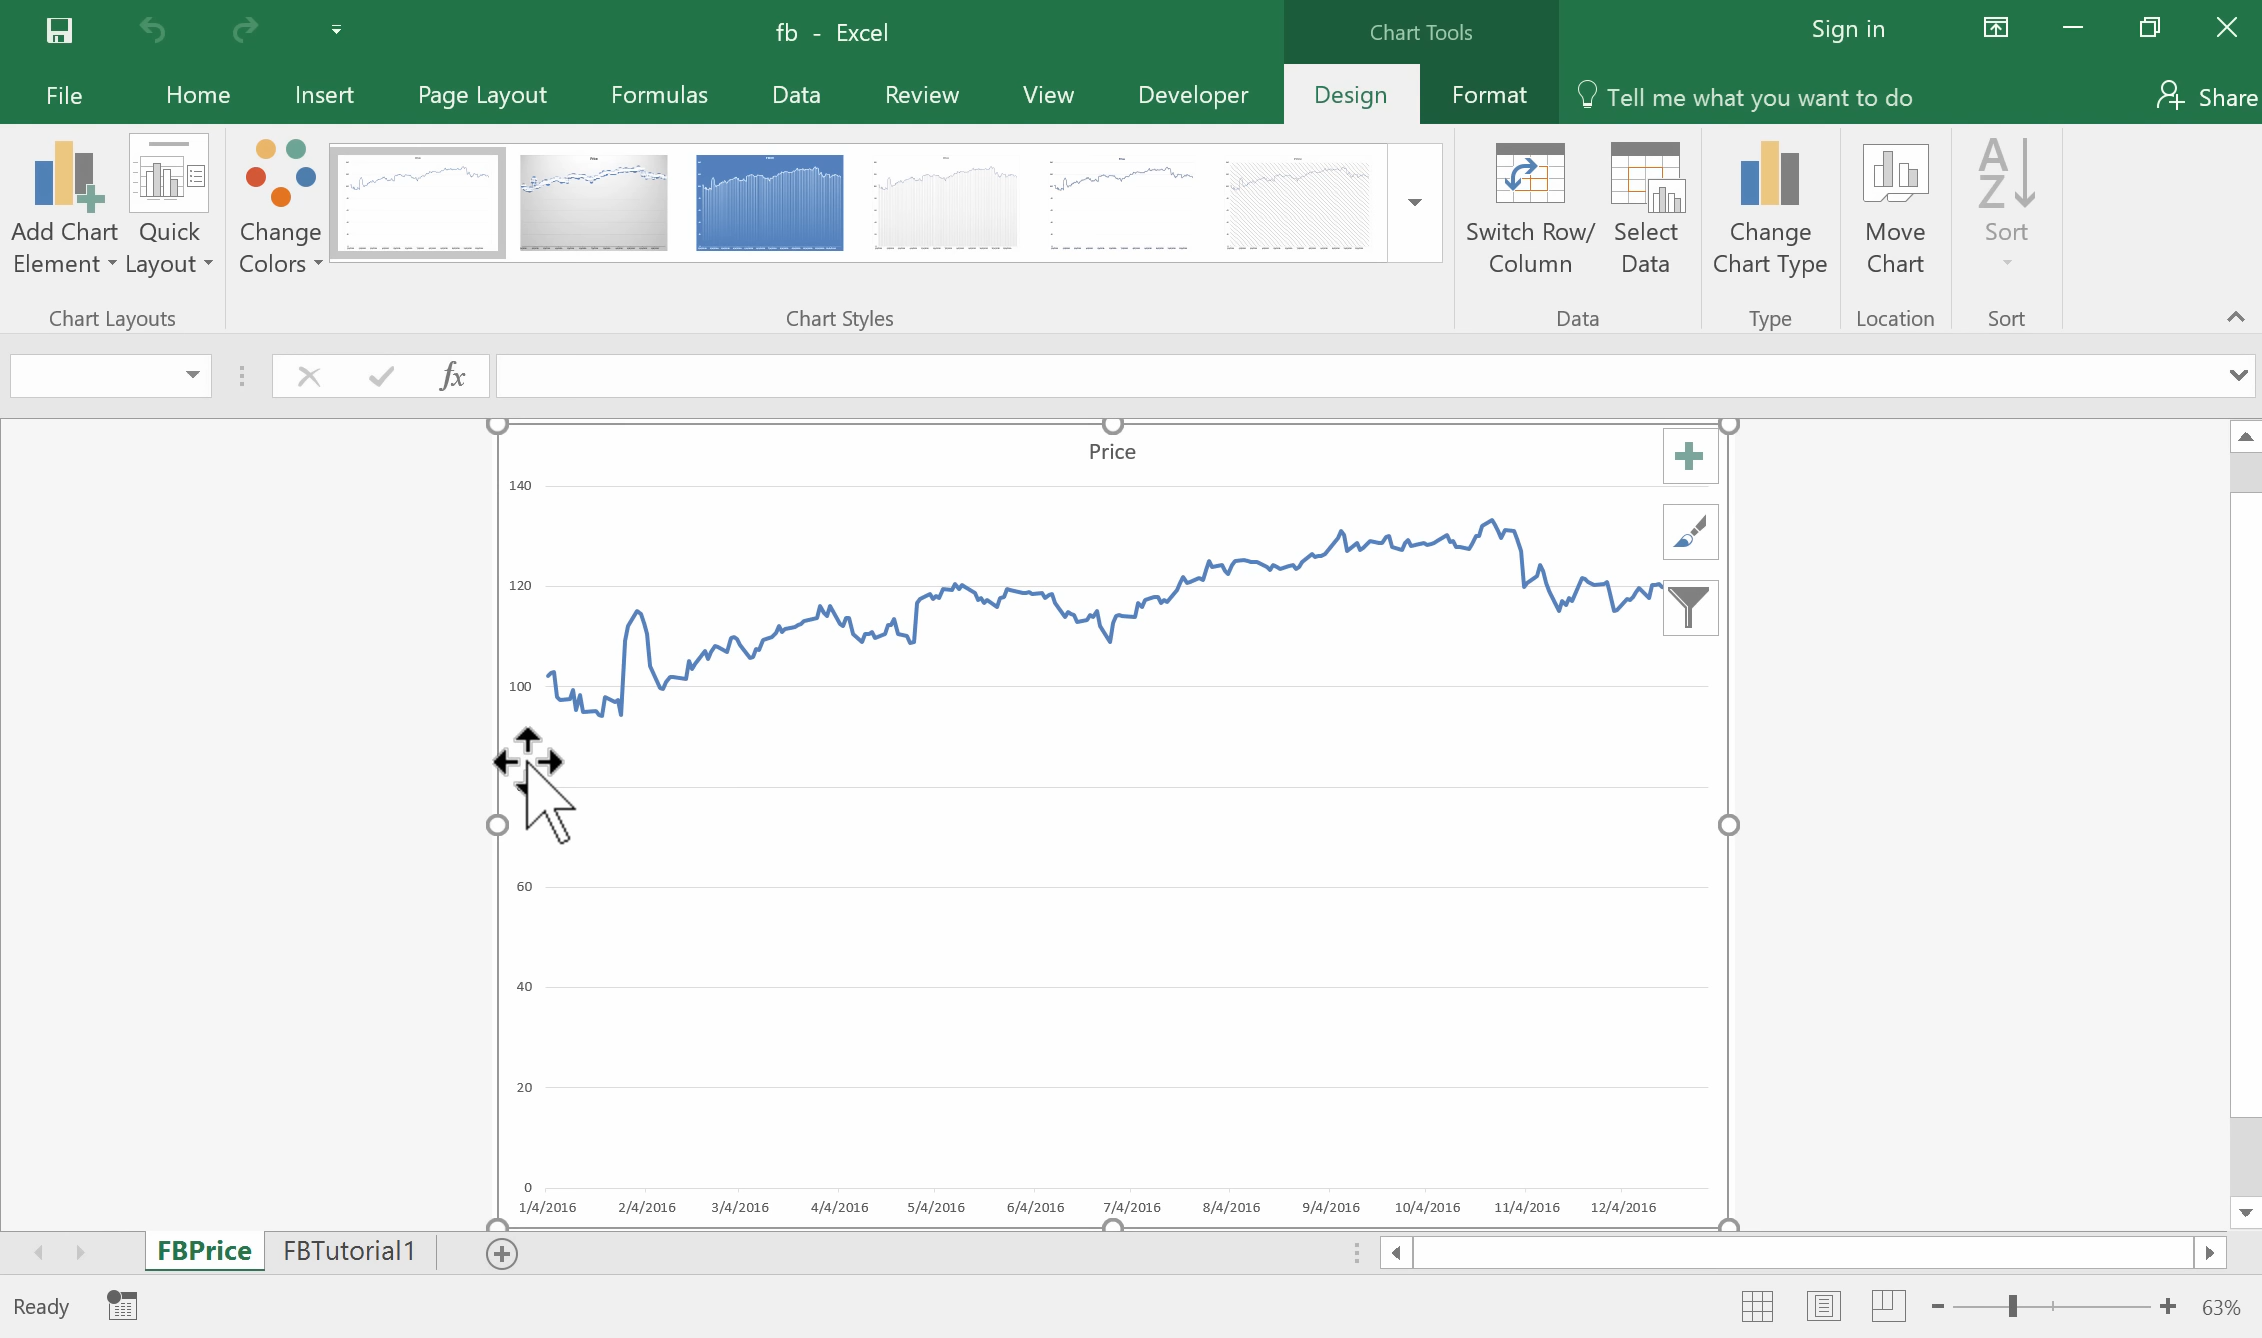 fb - Excel
Chart Tools
Sign in
File
Home
Insert
Page Layout
Formulas
Data
Review
View
Developer
Design
Format
Tell me what you want to do
Share
Add Chart
Element
Quick
Layout
Change
Colors
Switch Row/
Column
Select
Data
Change
Chart Type
Move
Chart
A
Z
Sort
Chart Layouts
Chart Styles
Data
Type
Location
Sort
fx
Price
140
120
100
60
40
20
0
1/4/2016
2/4/2016
3/4/2016
4/4/2016
5/4/2016
6/4/2016
7/4/2016
8/4/2016
9/4/2016
10/4/2016
11/4/2016
12/4/2016
FBPrice
FBTutorial1
Ready
63%